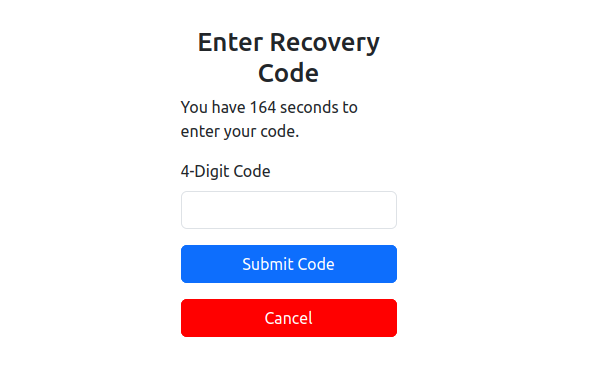 Enter Recovery
Code
You have 164 seconds to
enter your code.
4-Digit Code
Submit Code
Cancel